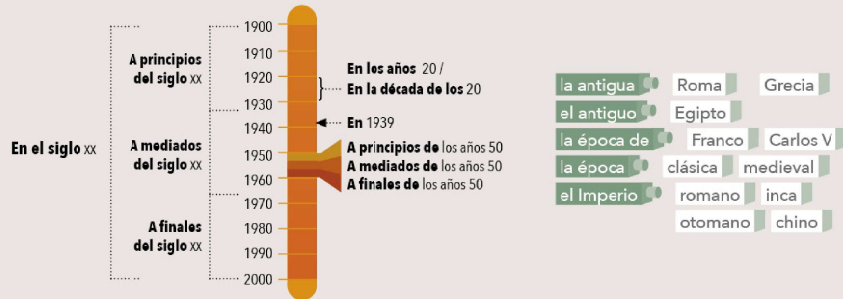 En el siglo XX
A principios
del siglo XX
A mediados
del siglo XX
A finales
del siglo XX
1900
1910
1920
1930
1940
1950
1960
1970
1980
1990
2000
En los años 20 /
En la década de los 20
En 1939
A principios de los años 50
A mediados de los años 50
A finales de los años 50
la antigua Roma Grecia
el antiguo Egipto
la época de Franco Carlos V
la época clásica medieval
el Imperio romano inca
otomano chino